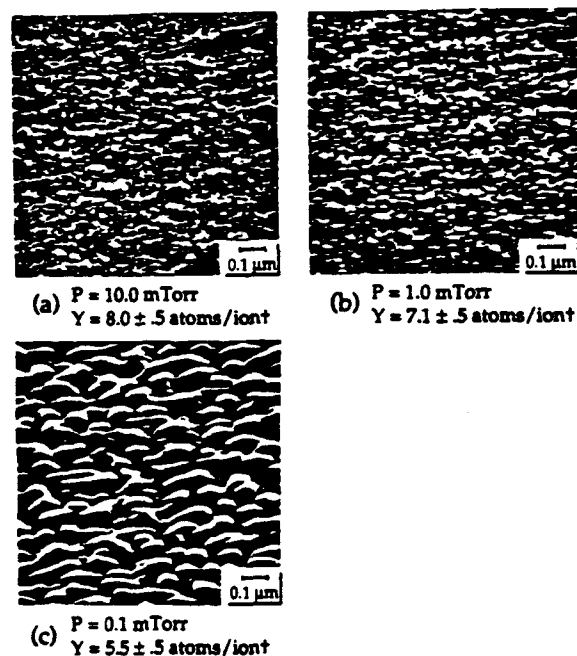 0.1 µm
0.1 µm
(a) P = 10.0 mTorr
Y = 8.0 ± .5 atoms/ion†
(b) P = 1.0 mTorr
Y = 7.1 ± .5 atoms/ion†
0.1 µm
(c) P = 0.1 mTorr
Y = 5.5 ± .5 atoms/ion†